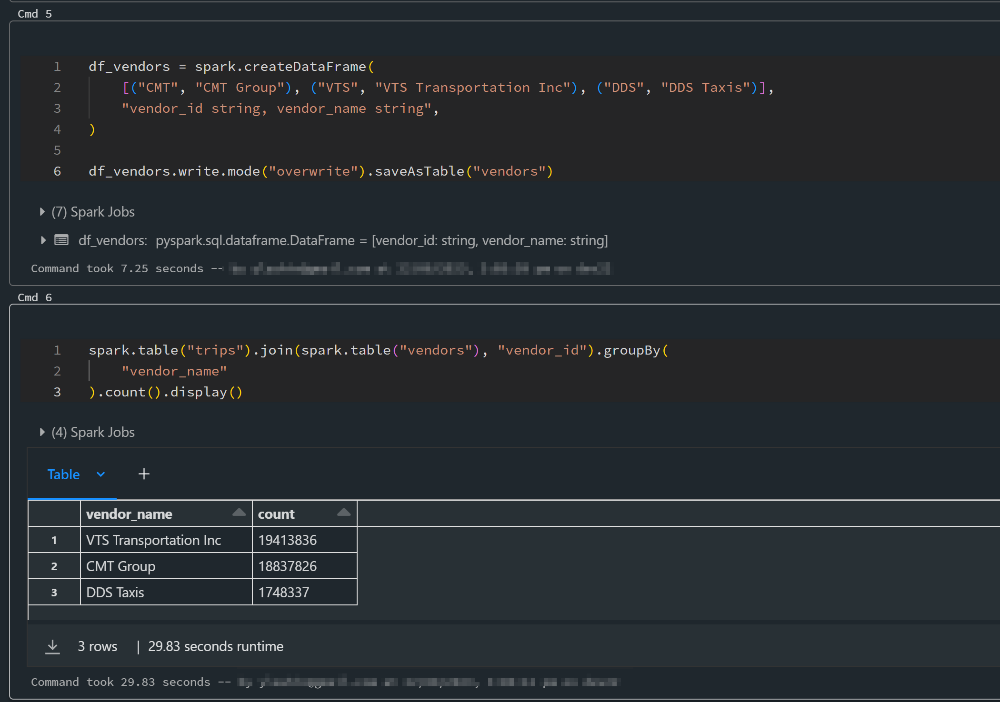 Cmd 5
1 df_vendors = spark.createDataFrame(
2 [("CMT", "CMT Group"), ("VTS", "VTS Transportation Inc"), ("DDS", "DDS Taxis")],
3 "vendor_id string, vendor_name string",
4 )
5
6 df_vendors.write.mode("overwrite").saveAsTable("vendors")
(7) Spark Jobs
df_vendors: pyspark.sql.dataframe.DataFrame = [vendor_id: string, vendor_name: string]
Command took 7.25 seconds --
Cmd 6
1 spark.table("trips").join(spark.table("vendors"), "vendor_id").groupBy(
2 "vendor_name"
3 ).count().display()
(4) Spark Jobs
Table +
vendor_name count
1 VTS Transportation Inc 19413836
2 CMT Group 18837826
3 DDS Taxis 1748337
3 rows | 29.83 seconds runtime
Command took 29.83 seconds --